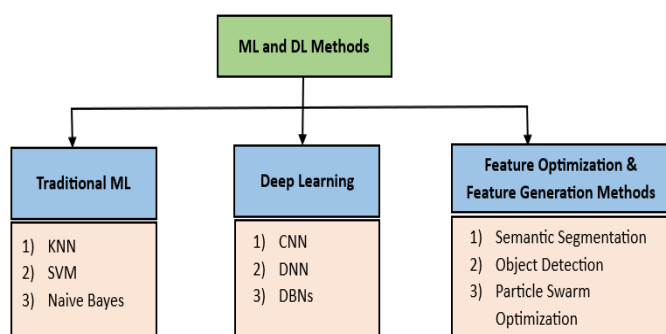 ML and DL Methods
Traditional ML
1) KNN
2) SVM
3) Naive Bayes
Deep Learning
1) CNN
2) DNN
3) DBNs
Feature Optimization &
Feature Generation Methods
1) Semantic Segmentation
2) Object Detection
3) Particle Swarm
Optimization